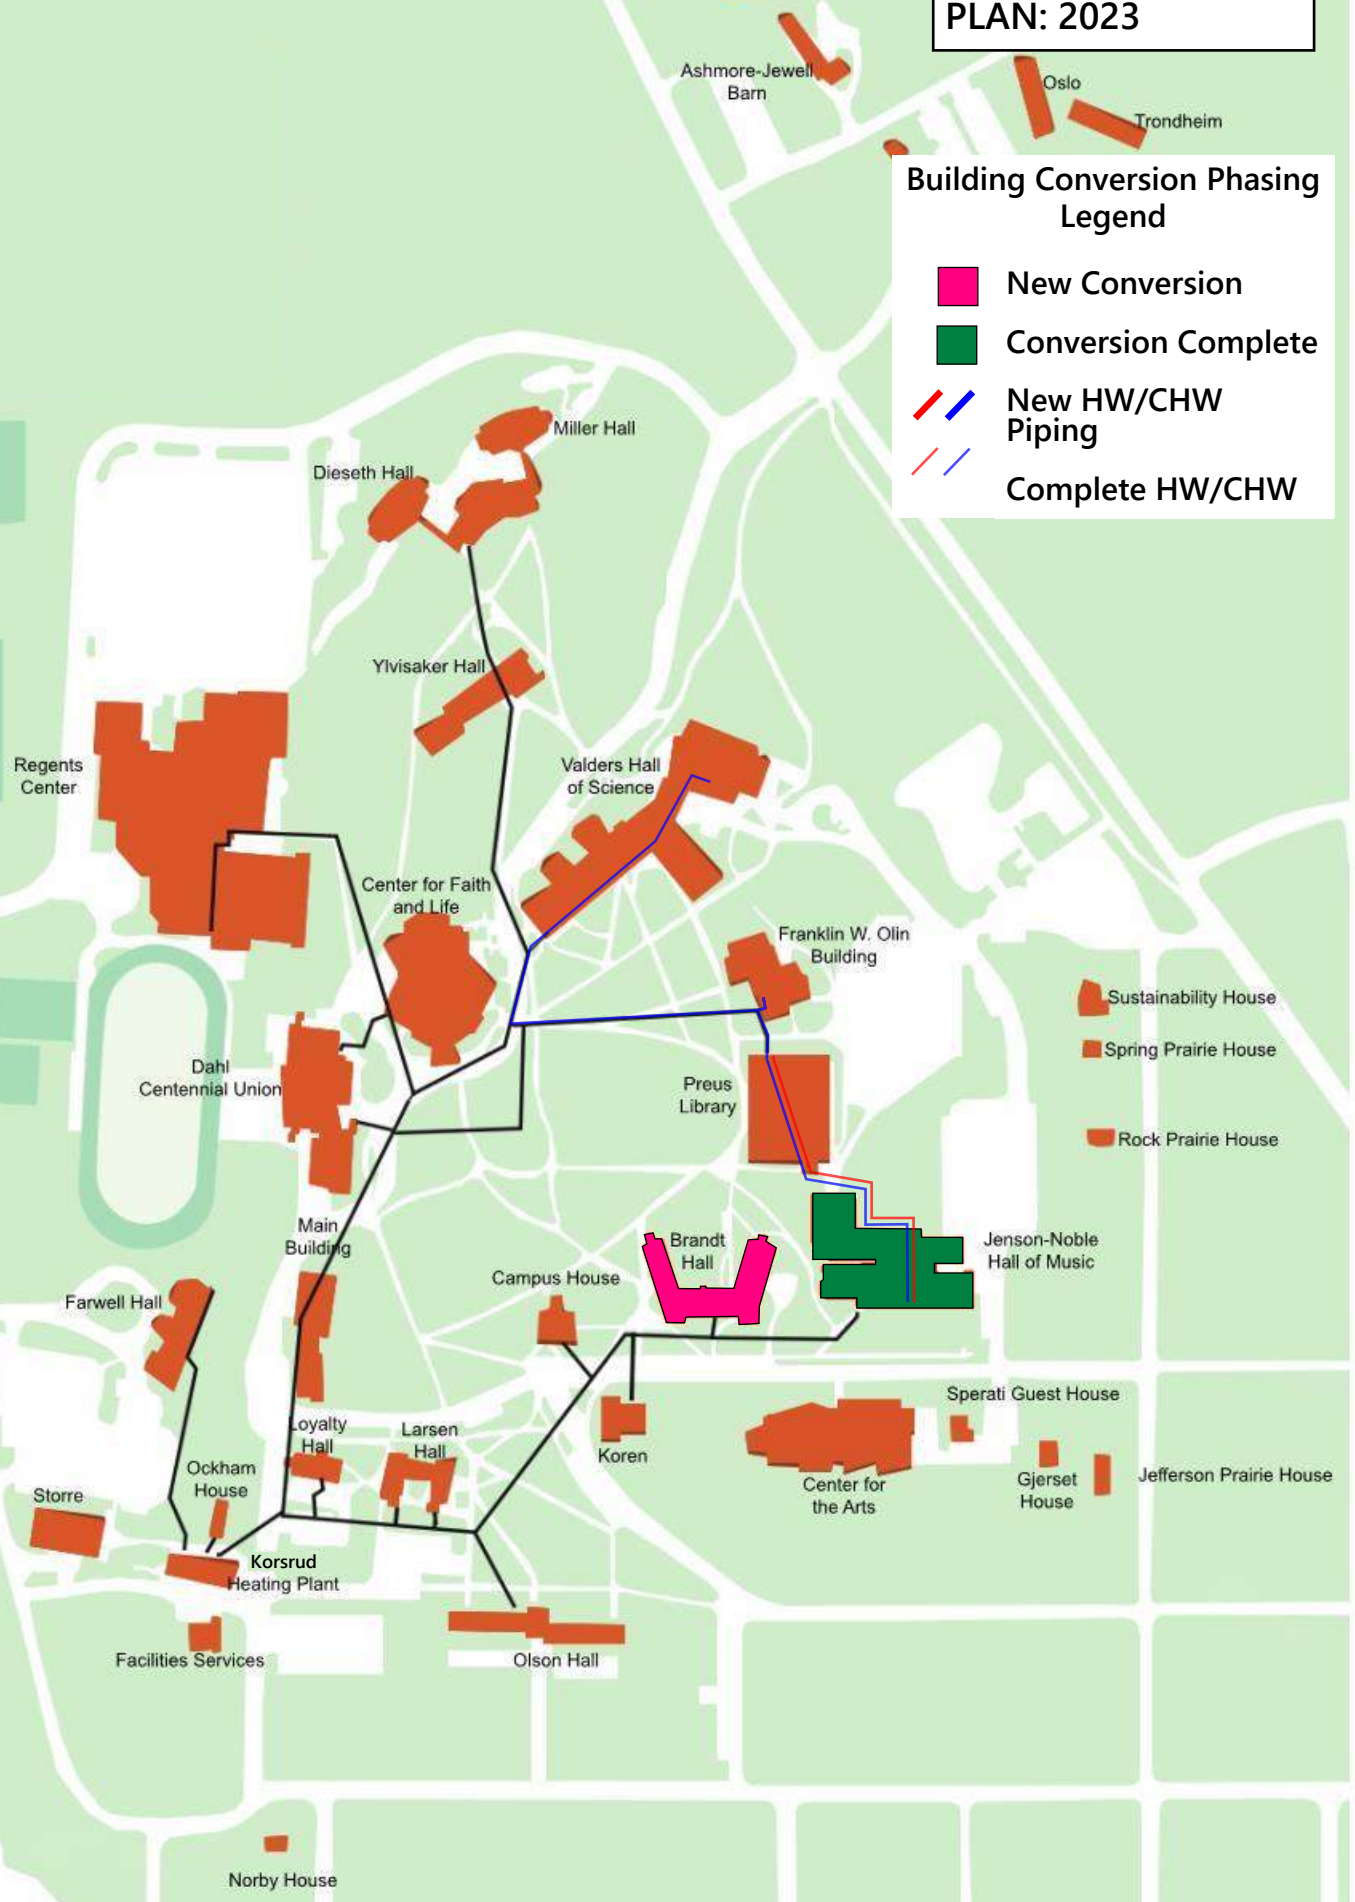 PLAN: 2023
Ashmore-Jewell
Barn
Oslo
Trondheim
Building Conversion Phasing
Legend
New Conversion
Conversion Complete
New HW/CHW
Piping
Complete HW/CHW
Miller Hall
Dieseth Hall
Ylvisaker Hall
Regents
Center
Valders Hall
of Science
Center for Faith
and Life
Franklin W. Olin
Building
Sustainability House
Spring Prairie House
Dahl
Centennial Union
Preus
Library
Rock Prairie House
Main
Building
Brandt
Hall
Jenson-Noble
Hall of Music
Campus House
Farwell Hall
Sperati Guest House
Loyalty
Hall
Larsen
Hall
Koren
Ockham
House
Storre
Center for
the Arts
Gjerset
House
Jefferson Prairie House
Korsrud
Heating Plant
Facilities Services
Olson Hall
Norby House